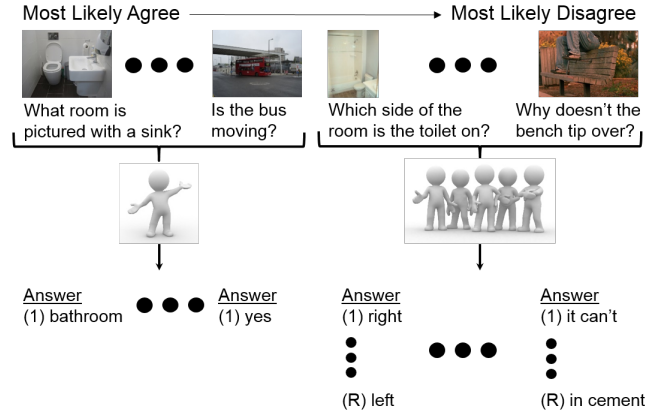 Most Likely Agree
Most Likely Disagree
What room is
pictured with a sink?
Is the bus
moving?
Which side of the
room is the toilet on?
Why doesn't the
bench tip over?
Answer
(1) bathroom
Answer
(1) yes
Answer
(1) right
(R) left
Answer
(1) it can't
(R) in cement